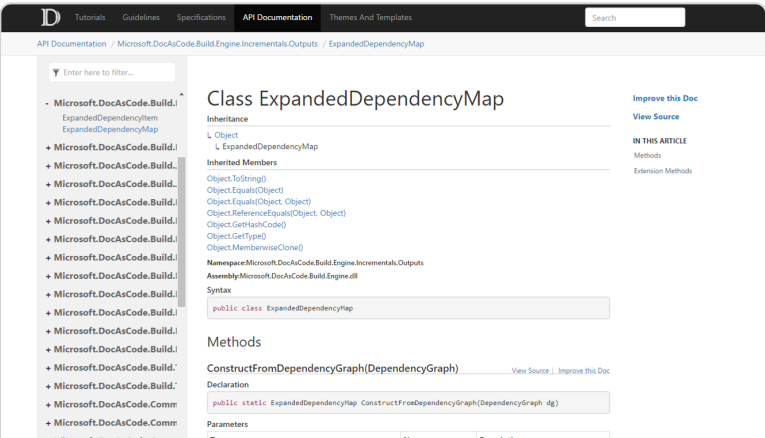 Tutorials Guidelines Specifications API Documentation Themes And Templates Search
API Documentation / Microsoft.DocAsCode.Build.Engine.Incrementals.Outputs / ExpandedDependencyMap
Enter here to filter...
- Microsoft.DocAsCode.Build.
ExpandedDependencyItem
ExpandedDependencyMap
+ Microsoft.DocAsCode.Build.
+ Microsoft.DocAsCode.Build..
+ Microsoft.DocAsCode.Build..
+ Microsoft.DocAsCode.Build.
+ Microsoft.DocAsCode.Build.
+ Microsoft.DocAsCode.Build.
+ Microsoft.DocAsCode.Build.
+ Microsoft.DocAsCode.Build.
+ Microsoft.DocAsCode.Build.
+ Microsoft.DocAsCode.Build.
+ Microsoft.DocAsCode.Build.
+ Microsoft.DocAsCode.Build.
+ Microsoft.DocAsCode.Build.
+ Microsoft.DocAsCode.Build.
+ Microsoft.DocAsCode.Comm
+ Microsoft.DocAsCode.Comm
Class ExpandedDependencyMap
Inheritance
↳ Object
↳ ExpandedDependencyMap
Inherited Members
Object.ToString()
Object.Equals(Object)
Object.Equals(Object, Object)
Object.ReferenceEquals(Object, Object)
Object.GetHashCode()
Object.GetType()
Object.MemberwiseClone()
Namespace:Microsoft.DocAsCode.Build.Engine.Incrementals.Outputs
Assembly:Microsoft.DocAsCode.Build.Engine.dll
Syntax
public class ExpandedDependencyMap
Methods
ConstructFromDependencyGraph(DependencyGraph) View Source | Improve this Doc
Declaration
public static ExpandedDependencyMap ConstructFromDependencyGraph(DependencyGraph dg)
Parameters
Improve this Doc
View Source
IN THIS ARTICLE
Methods
Extension Methods